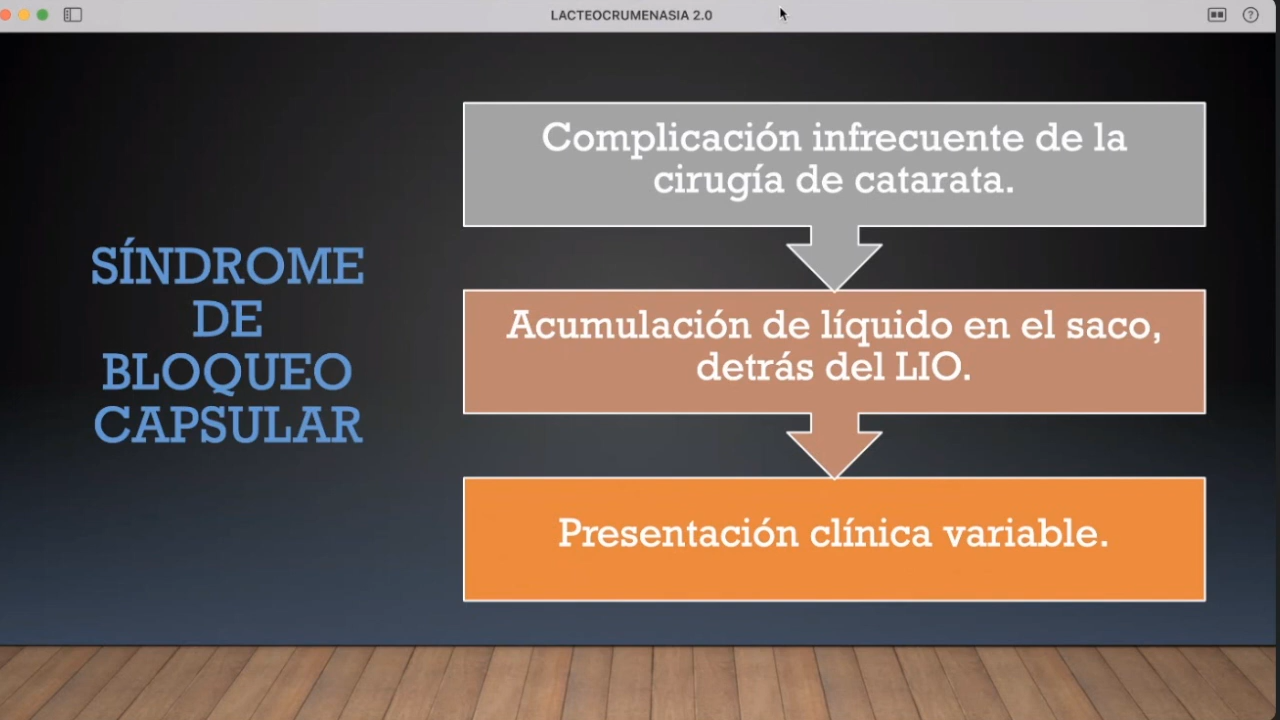 LACTEOCRUMENASIA 2.0
SÍNDROME
DE
BLOQUEO
CAPSULAR
Complicación infrecuente de la
cirugía de catarata.
Acumulación de líquido en el saco,
detrás del LIO.
Presentación clínica variable.